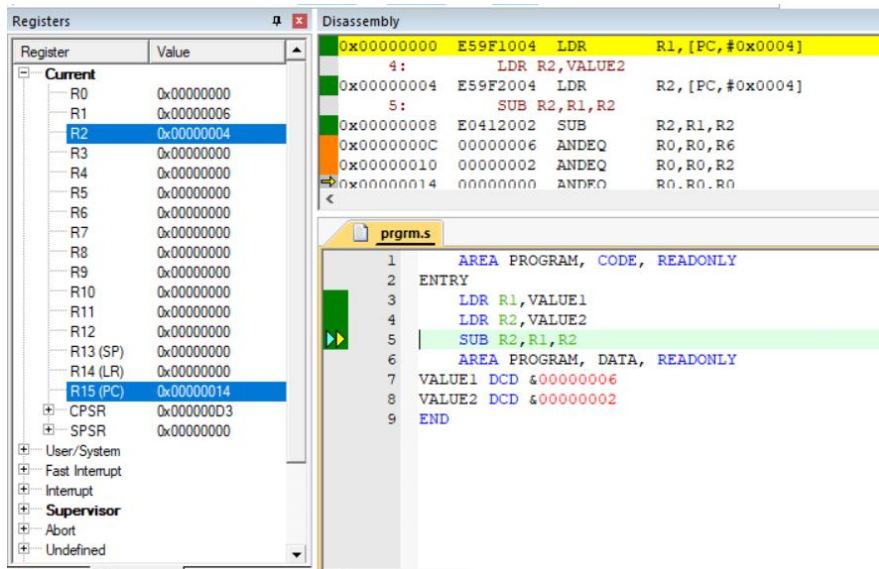 Registers
Register Value
Current
R0 0x00000000
R1 0x00000006
R2 0x00000004
R3 0x00000000
R4 0x00000000
R5 0x00000000
R6 0x00000000
R7 0x00000000
R8 0x00000000
R9 0x00000000
R10 0x00000000
R11 0x00000000
R12 0x00000000
R13 (SP) 0x00000000
R14 (LR) 0x00000000
R15 (PC) 0x00000014
CPSR 0x000000D3
SPSR 0x00000000
User/System
Fast Interrupt
Interrupt
Supervisor
Abort
Undefined
Disassembly
0x00000000 E59F1004 LDR R1,[PC,#0x0004]
4: LDR R2,VALUE2
0x00000004 E59F2004 LDR R2,[PC,#0x0004]
5: SUB R2,R1,R2
0x00000008 E0412002 SUB R2,R1,R2
0x0000000C 00000006 ANDEQ R0,R0,R6
0x00000010 00000002 ANDEQ R0,R0,R2
0x00000014 00000000 ANDEQ R0,R0,R0
prgrm.s
1 AREA PROGRAM, CODE, READONLY
2 ENTRY
3 LDR R1,VALUE1
4 LDR R2,VALUE2
5 SUB R2,R1,R2
6 AREA PROGRAM, DATA, READONLY
7 VALUE1 DCD &00000006
8 VALUE2 DCD &00000002
9 END